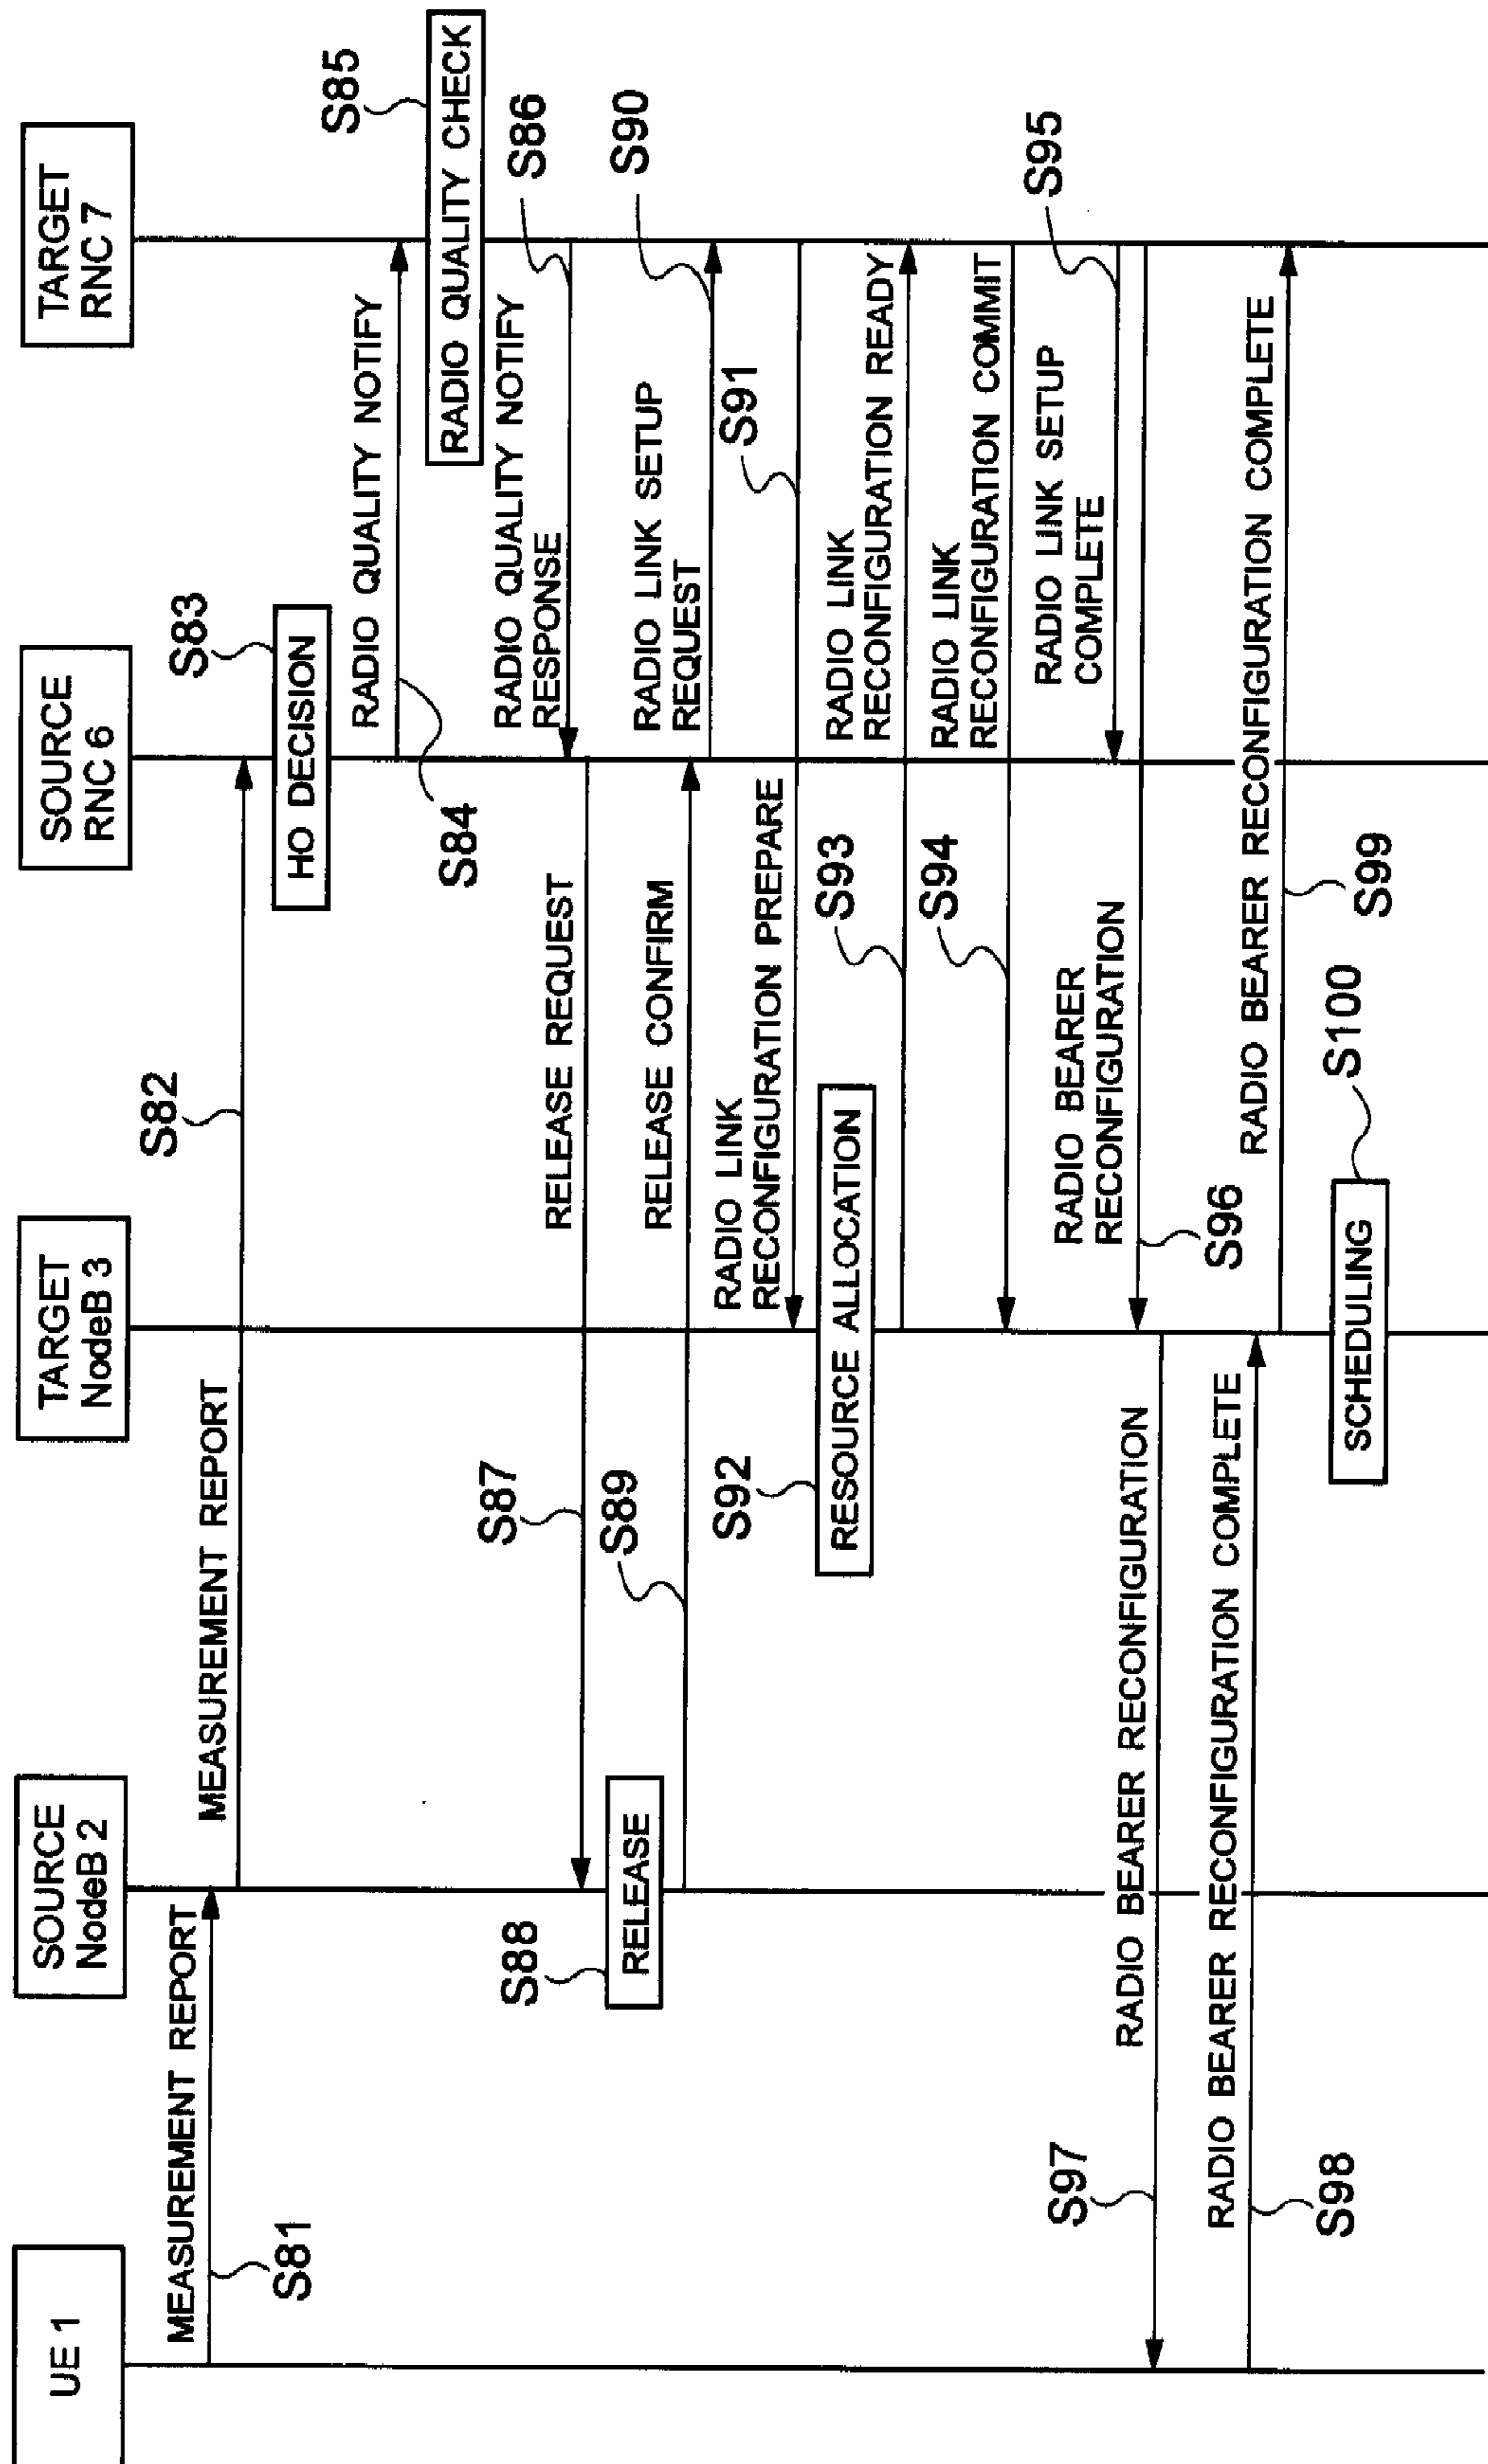 UE 1
SOURCE
NodeB 2
TARGET
NodeB 3
SOURCE
RNC 6
TARGET
RNC 7
MEASUREMENT REPORT
S81
MEASUREMENT REPORT
S82
S83
HO DECISION
RADIO QUALITY NOTIFY
S84
S85
RADIO QUALITY CHECK
RADIO QUALITY NOTIFY
RESPONSE
S86
RELEASE REQUEST
S87
S88
RELEASE
RELEASE CONFIRM
S89
RADIO LINK SETUP
REQUEST
S90
RADIO LINK
RECONFIGURATION PREPARE
S91
S92
RESOURCE ALLOCATION
RADIO LINK
RECONFIGURATION READY
S93
RADIO LINK
RECONFIGURATION COMMIT
S94
RADIO LINK SETUP
COMPLETE
S95
RADIO BEARER
RECONFIGURATION
S96
RADIO BEARER RECONFIGURATION
S97
RADIO BEARER RECONFIGURATION COMPLETE
S98
RADIO BEARER RECONFIGURATION COMPLETE
S99
S100
SCHEDULING